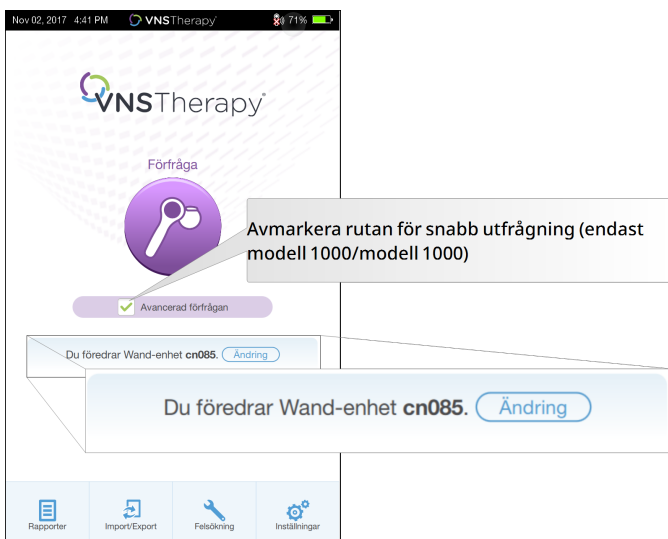 Nov 02, 2017 4:41 PM VNSTherapy 71%
VNSTherapy
Förfråga
Avmarkera rutan för snabb utfrågning (endast
modell 1000/modell 1000)
Avancerad förfrågan
Du föredrar Wand-enhet cn085. Ändring
Du föredrar Wand-enhet cn085. Ändring
Rapporter Import/Export Felsökning Inställningar